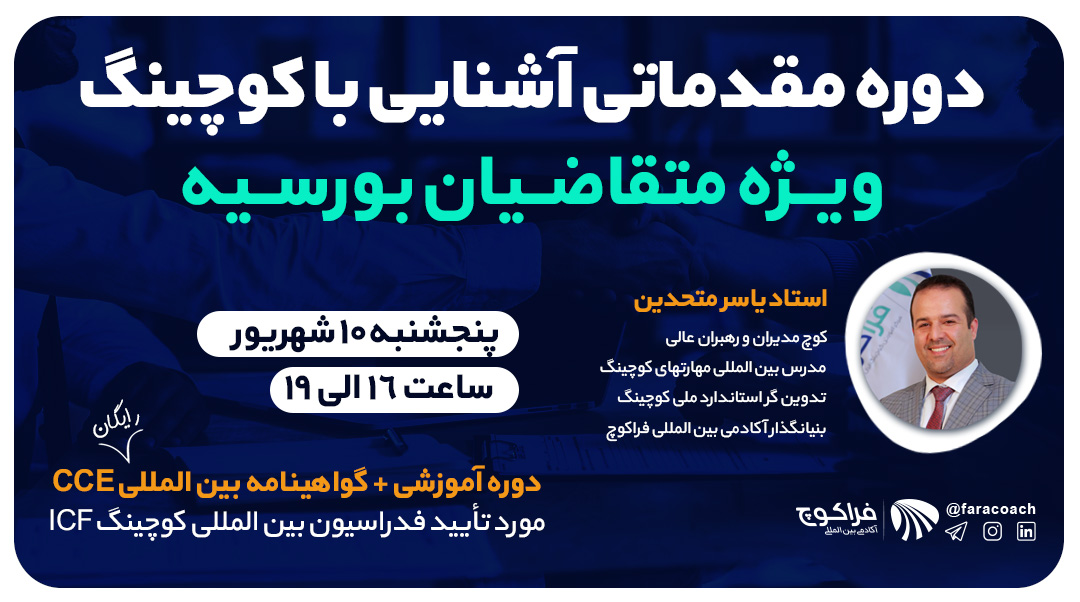 دوره مقدماتی آشنایی با کوچینگ
ویژه متقاضیان بورسیه
استاد یاسر متحدین
کوچ مدیران و رهبران عالی
مدرس بین المللی مهارتهای کوچینگ
تدوین گر استاندارد ملی کوچینگ
بنیانگذار آکادمی بین المللی فراکوچ
پنجشنبه ۱۰ شهریور
ساعت ۱۶ الی ۱۹
رایگان
دوره آموزشی + گواهینامه بین المللی CCE
مورد تأیید فدراسیون بین المللی کوچینگ ICF
@faracoach
فراکوچ
آکادمی بین المللی